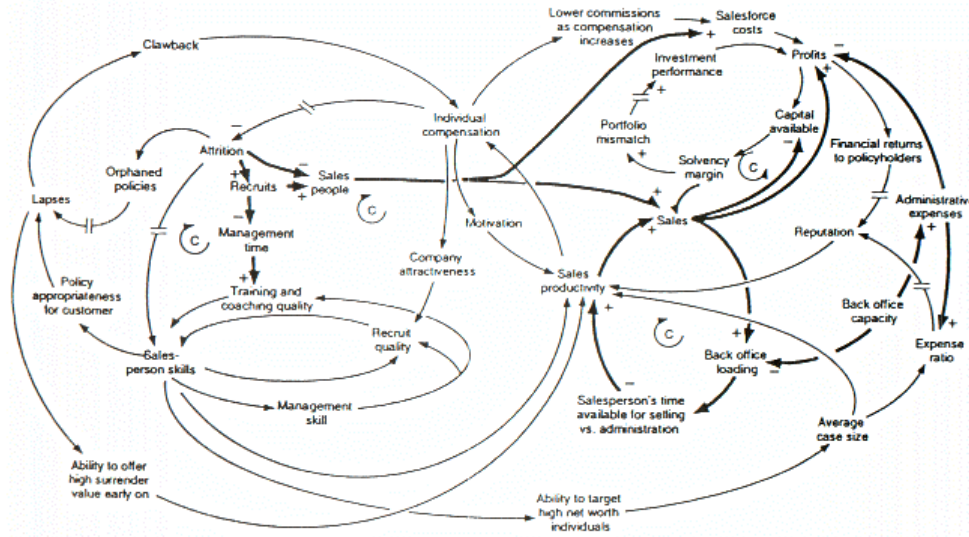 Lower commissions
as compensation
increases
Salesforce
costs
+
Clawback
Investment
performance
+
Profits
−
+
Individual
compensation
Capital
available
−
Portfolio
mismatch
+
−
Attrition
−
+
Orphaned
policies
Recruits
+
Sales
people
C
Solvency
margin
C
Financial returns
to policyholders
Lapses
−
Management
time
C
+
Motivation
+
Sales
+
Reputation
Administrative
expenses
+
Company
attractiveness
Sales
productivity
+
+
Policy
appropriateness
for customer
Training and
coaching quality
Back office
capacity
Recruit
quality
C
+
Back office
loading
−
+
Expense
ratio
Sales-
person skills
Management
skill
−
Salesperson's time
available for selling
vs. administration
Average
case size
Ability to offer
high surrender
value early on
Ability to target
high net worth
individuals